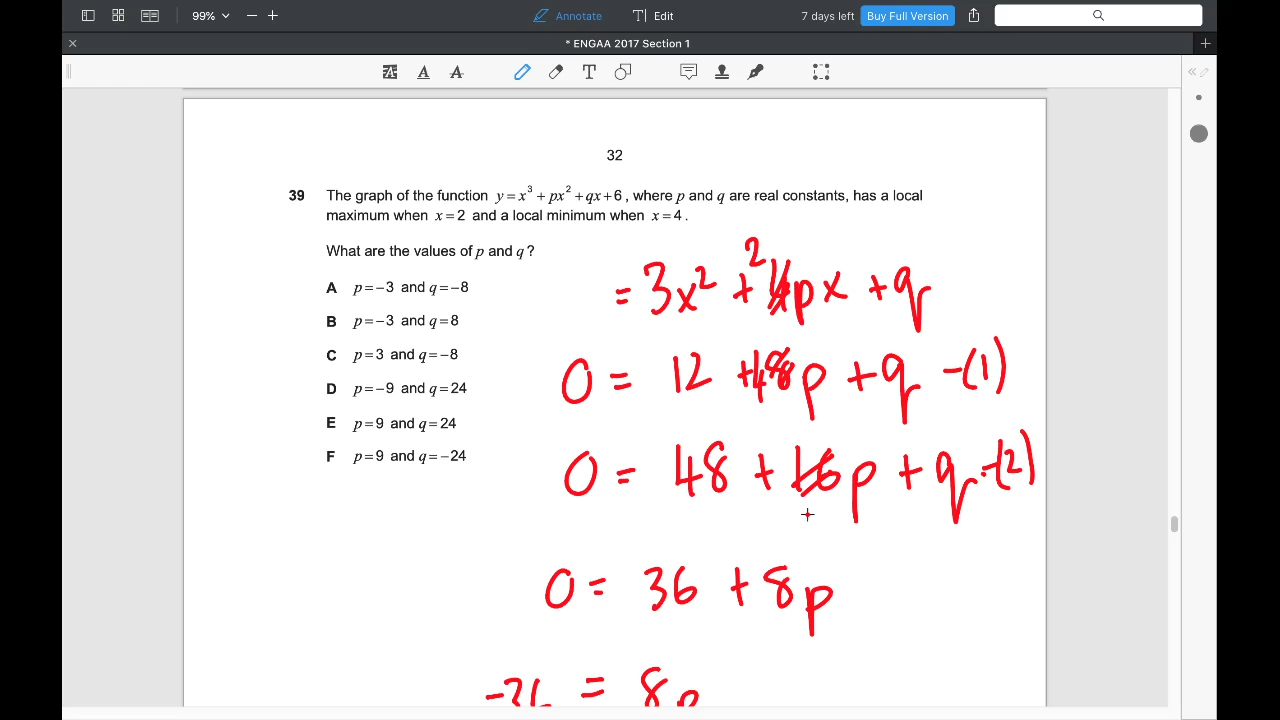 99%
Annotate
Edit
7 days left
Buy Full Version
* ENGAA 2017 Section 1
32
39 The graph of the function y = x³ + px² + qx + 6, where p and q are real constants, has a local
maximum when x = 2 and a local minimum when x = 4.
What are the values of p and q?
A p = −3 and q = −8
B p = −3 and q = 8
C p = 3 and q = −8
D p = −9 and q = 24
E p = 9 and q = 24
F p = 9 and q = −24
= 3x² + 2px + q
0 = 12 + 4p + q -(1)
0 = 48 + p + q -(2)
0 = 36 + 8p
-36 = 8p